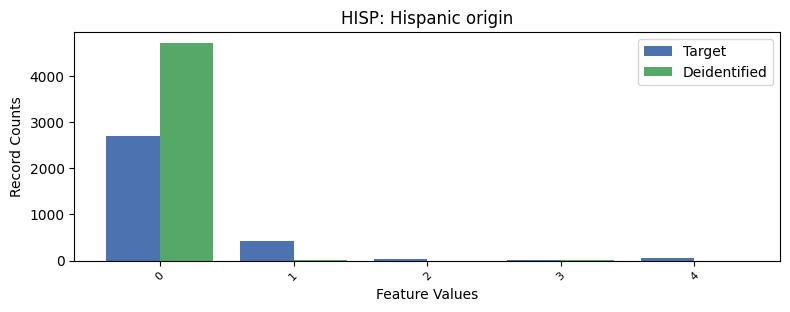 HISP: Hispanic origin
Target
Deidentified
Record Counts
4000
3000
2000
1000
0
0 1 2 3 4
Feature Values